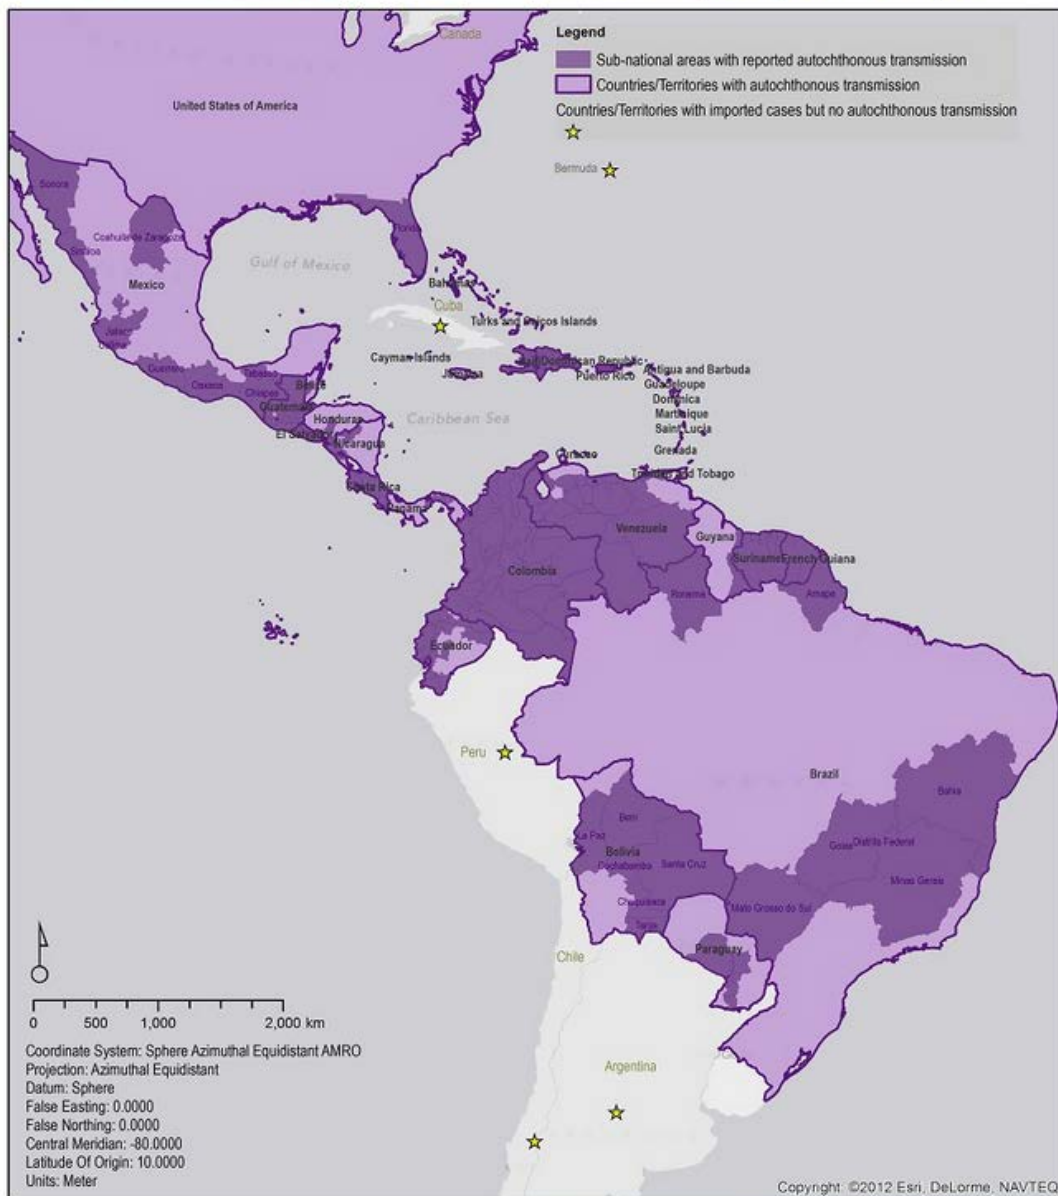 Legend
Sub-national areas with reported autochthonous transmission
Countries/Territories with autochthonous transmission
Countries/Territories with imported cases but no autochthonous transmission
Canada
United States of America
Bermuda
Sonora
Coahuila de Zaragoza
Sinaloa
Florida
Gulf of Mexico
Mexico
Bahamas
Cuba
Turks and Caicos Islands
Jalisco
Colima
Cayman Islands
Dominican Republic
Jamaica
Puerto Rico
Antigua and Barbuda
Guadeloupe
Guerrero
Oaxaca
Tabasco
Chiapas
Belize
Dominica
Guatemala
Martinique
Honduras
Caribbean Sea
Saint Lucia
El Salvador
Nicaragua
Grenada
Curacao
Trinidad and Tobago
Costa Rica
Panama
Venezuela
Guyana
Suriname
French Guiana
Colombia
Roraima
Amapa
Ecuador
Peru
Brazil
Bahia
Beni
La Paz
Bolivia
Cochabamba
Santa Cruz
Goias
Distrito Federal
Minas Gerais
Chuquisaca
Mato Grosso do Sul
Tarija
Paraguay
Chile
Argentina
0 500 1,000 2,000 km
Coordinate System: Sphere Azimuthal Equidistant AMRO
Projection: Azimuthal Equidistant
Datum: Sphere
False Easting: 0.0000
False Northing: 0.0000
Central Meridian: -80.0000
Latitude Of Origin: 10.0000
Units: Meter
Copyright: ©2012 Esri, DeLorme, NAVTEQ